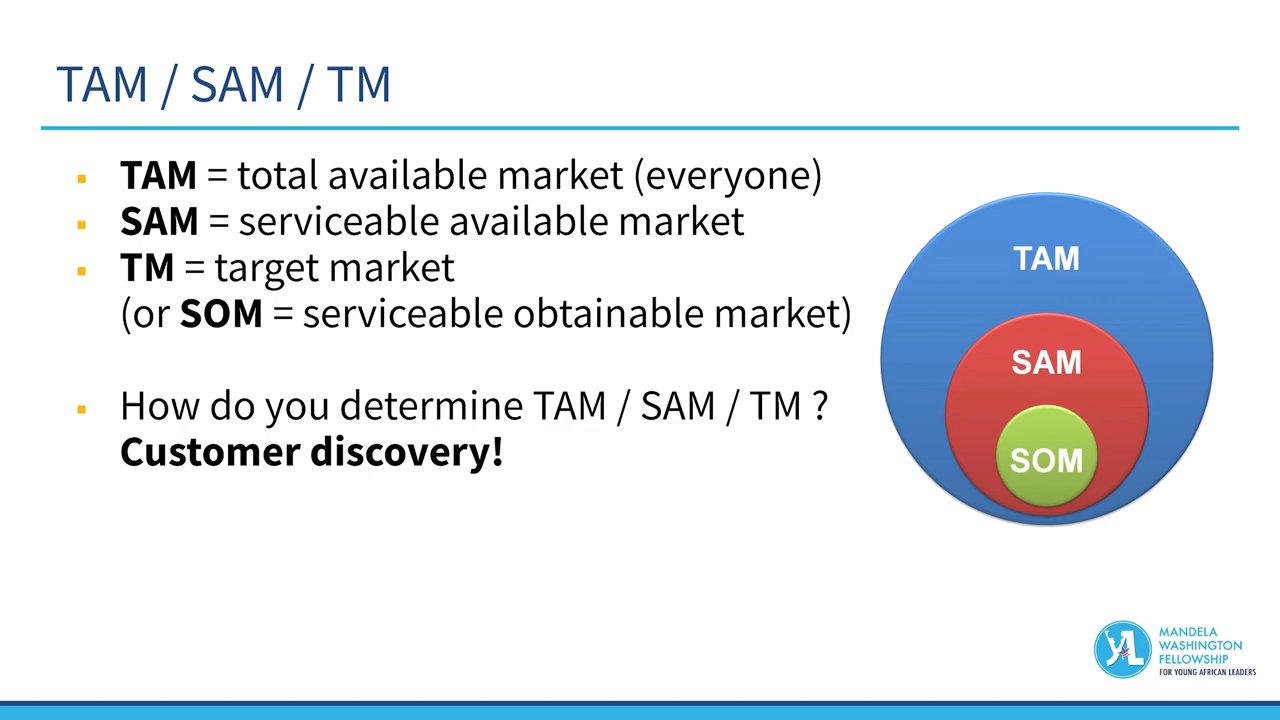 TAM / SAM / TM
▪ TAM = total available market (everyone)
▪ SAM = serviceable available market
▪ TM = target market
(or SOM = serviceable obtainable market)
▪ How do you determine TAM / SAM / TM ?
Customer discovery!
TAM
SAM
SOM
YAL
MANDELA
WASHINGTON
FELLOWSHIP
FOR YOUNG AFRICAN LEADERS